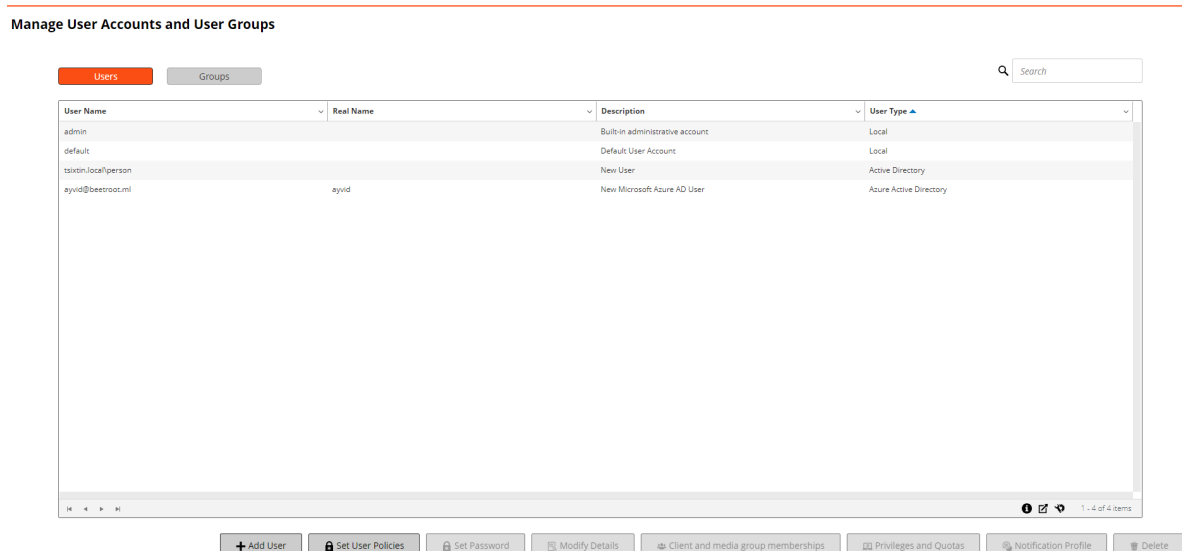 Manage User Accounts and User Groups
Users Groups Search
User Name Real Name Description User Type
admin Built-in administrative account Local
default Default User Account Local
tsixtin.local\person New User Active Directory
ayvid@beetroot.ml ayvid New Microsoft Azure AD User Azure Active Directory
1 - 4 of 4 items
Add User Set User Policies Set Password Modify Details Client and media group memberships Privileges and Quotas Notification Profile Delete